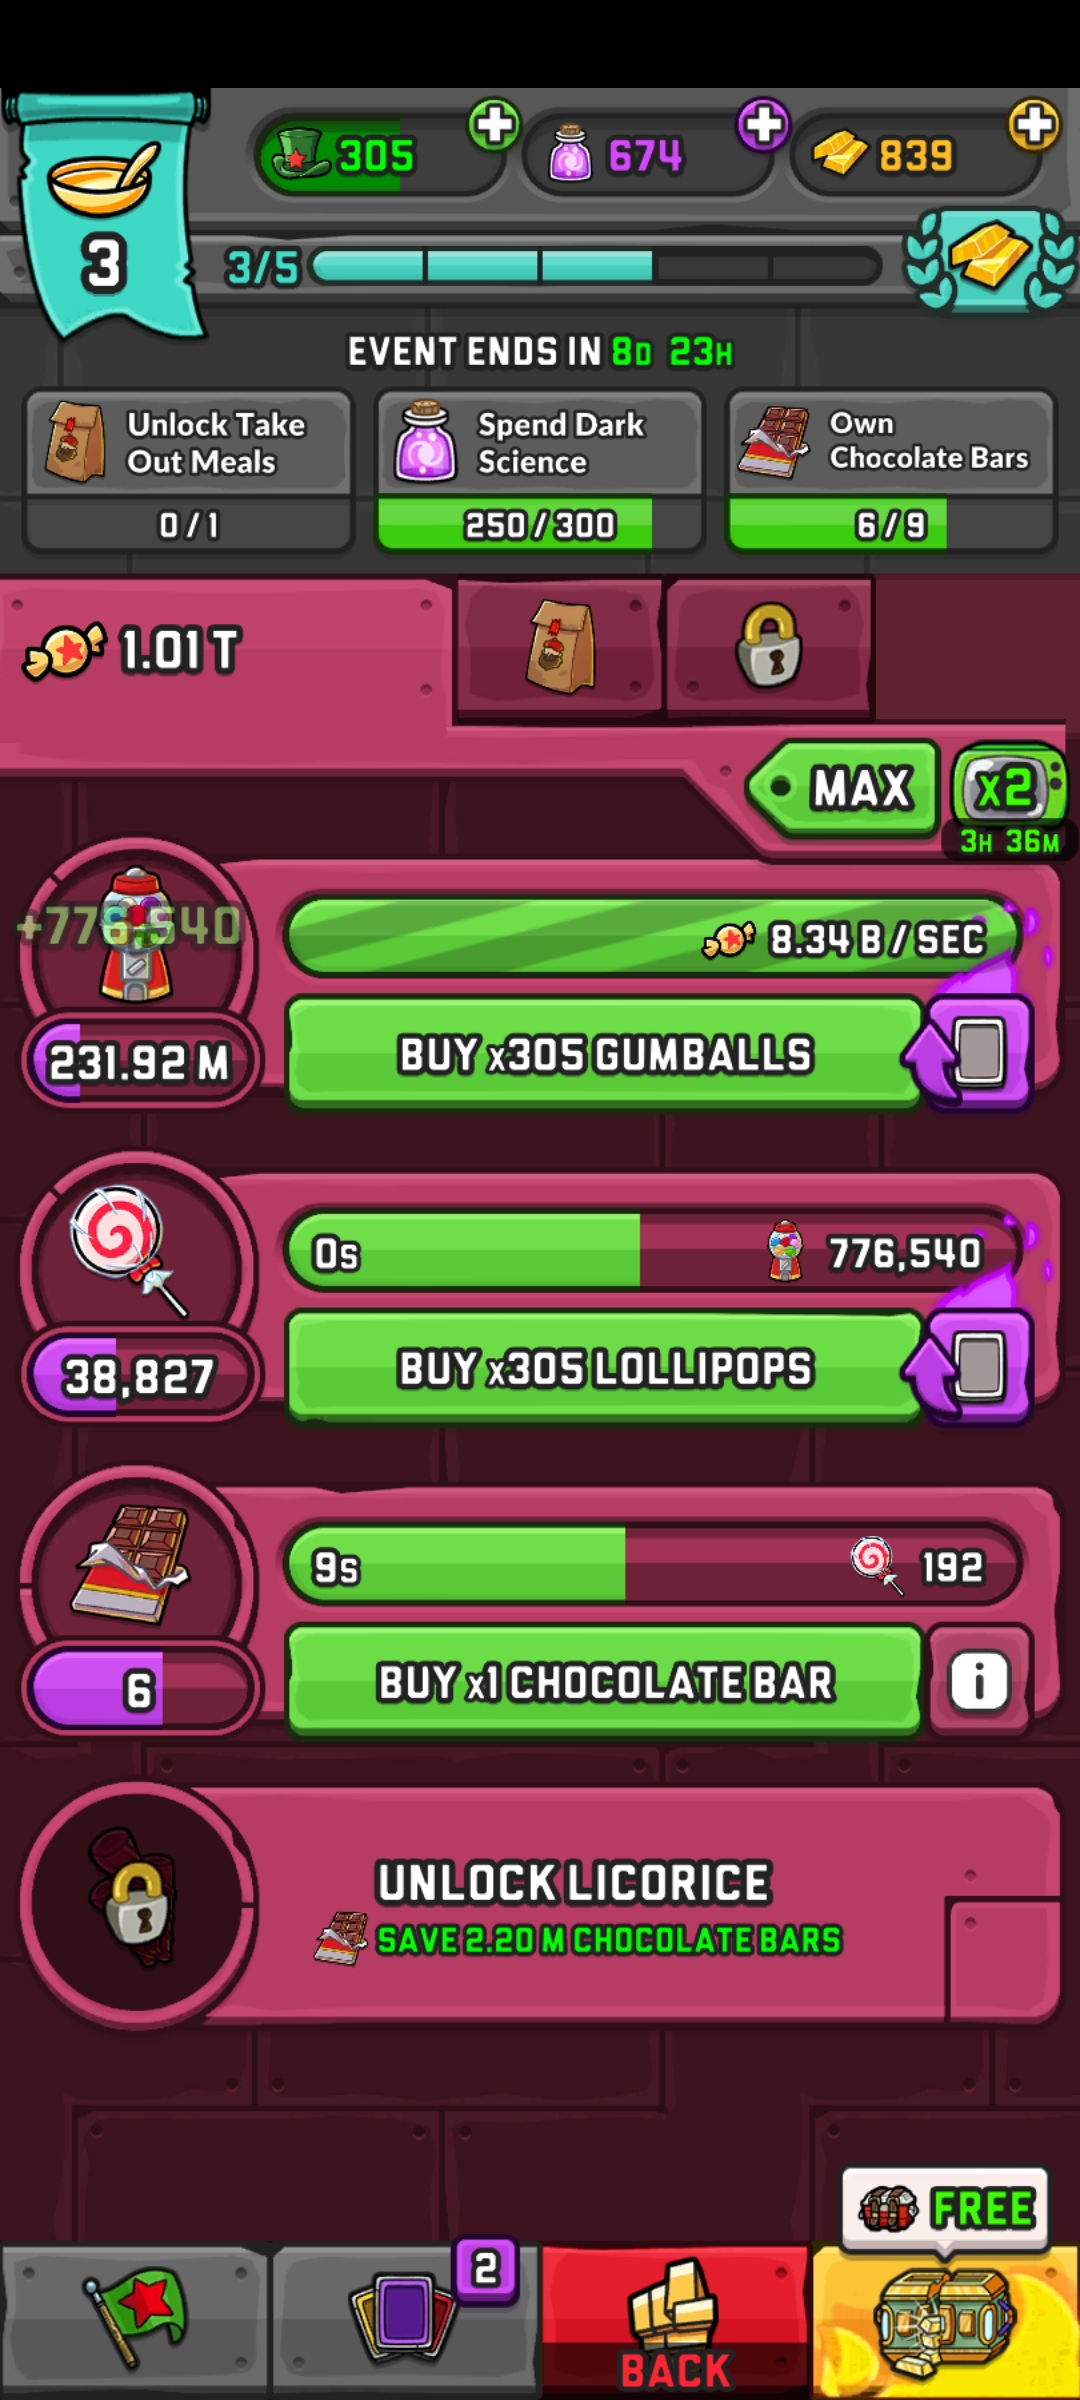 305
674
839
3
3/5
EVENT ENDS IN 8D 23H
Unlock Take
Out Meals
0/1
Spend Dark
Science
250/300
Own
Chocolate Bars
6/9
1.01 T
MAX
x2
3H 36M
+776,540
8.34 B / SEC
231.92 M
BUY x305 GUMBALLS
0s
776,540
38,827
BUY x305 LOLLIPOPS
9s
192
6
BUY x1 CHOCOLATE BAR
i
UNLOCK LICORICE
SAVE 2.20 M CHOCOLATE BARS
FREE
2
BACK